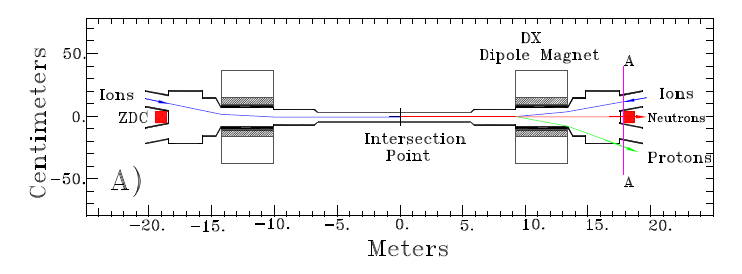 DX
Dipole Magnet
A
Ions
Ions
ZDC
Neutrons
Intersection
Point
Protons
A)
A
Centimeters
50.
0.
-50.
-20. -15. -10. -5. 0. 5. 10. 15. 20.
Meters